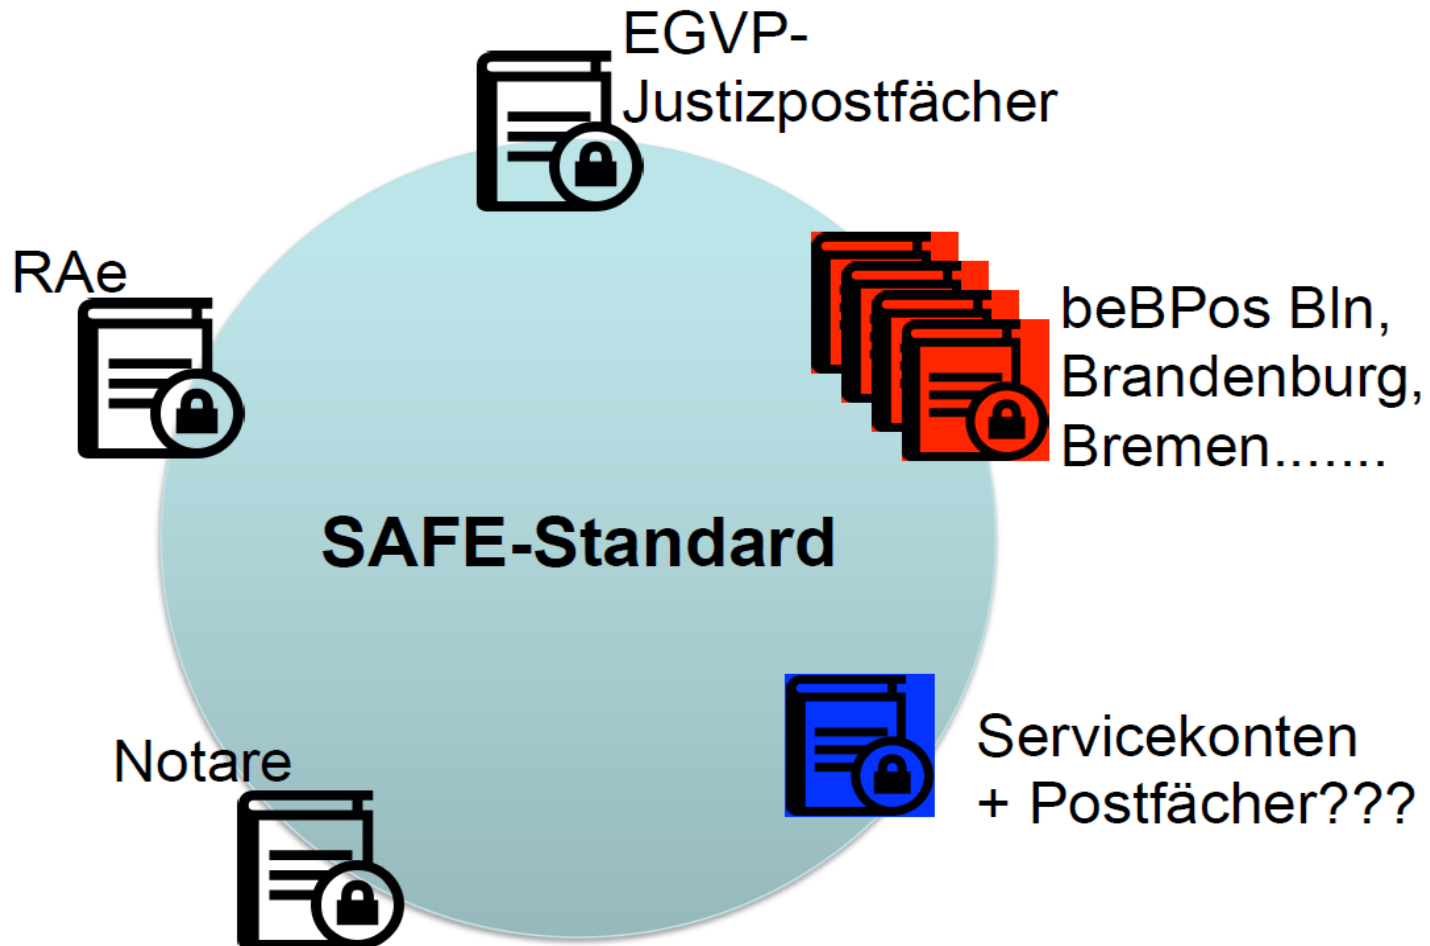 EGVP-
Justizpostfächer
RAe
beBPos Bln,
Brandenburg,
Bremen.......
SAFE-Standard
Servicekonten
+ Postfächer???
Notare